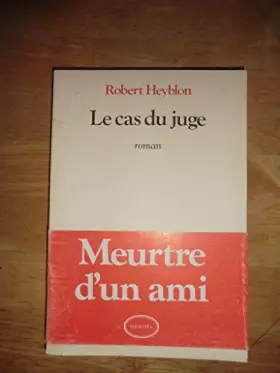 Robert Heyblon
Le cas du juge
roman
Meurtre
d'un ami